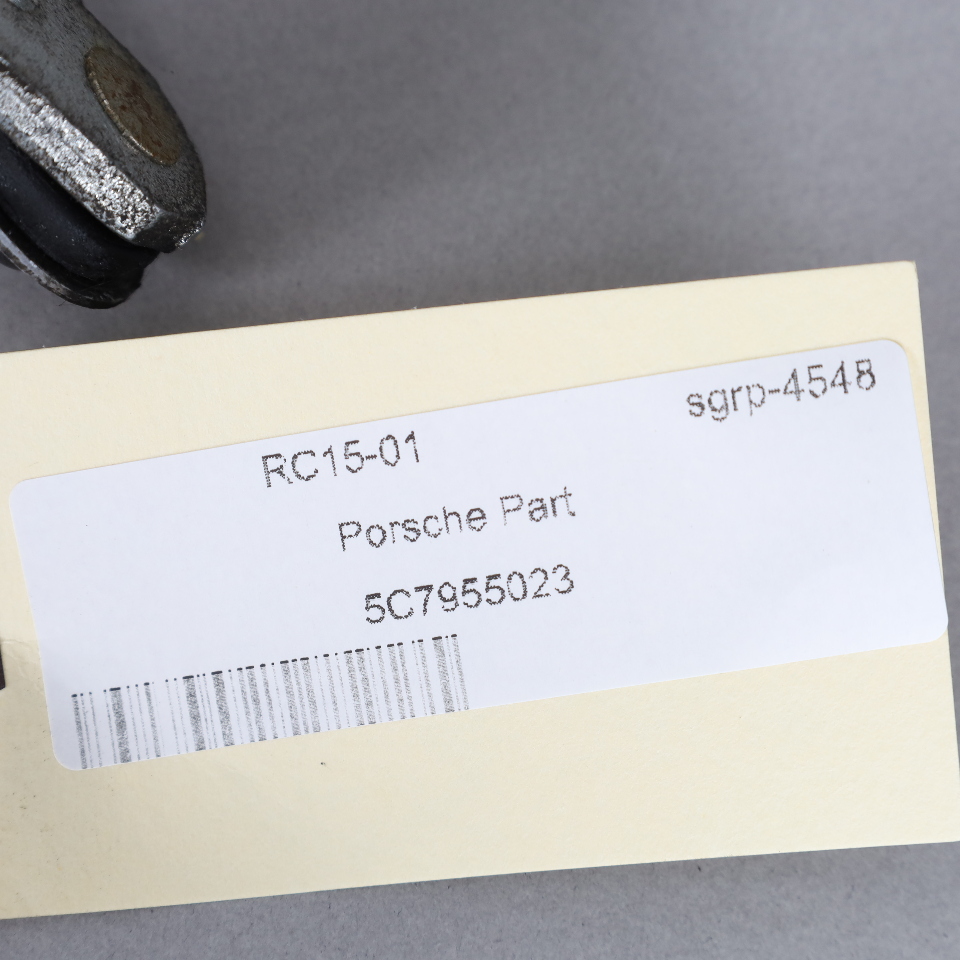 sgrp-4548
RC15-01
Porsche Part
5C7955023